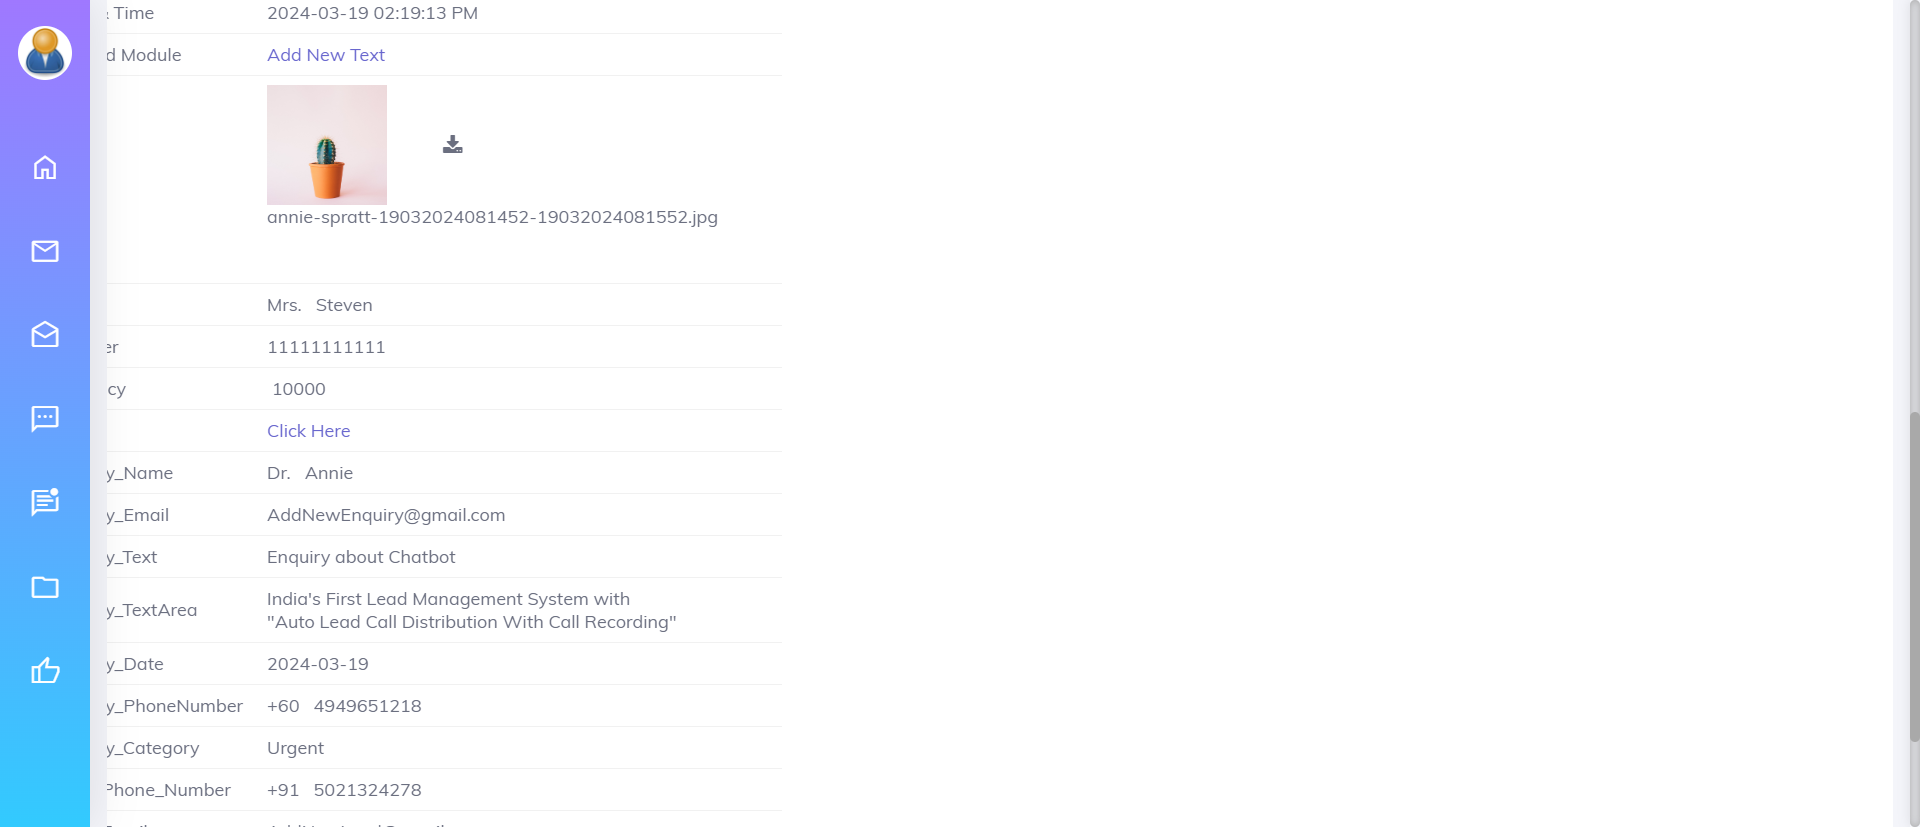 Time 2024-03-19 02:19:13 PM
d Module Add New Text
annie-spratt-19032024081452-19032024081552.jpg
Mrs. Steven
er 11111111111
cy 10000
Click Here
y_Name Dr. Annie
y_Email AddNewEnquiry@gmail.com
y_Text Enquiry about Chatbot
India's First Lead Management System with
y_TextArea
"Auto Lead Call Distribution With Call Recording"
y_Date 2024-03-19
y_PhoneNumber +60 4949651218
y_Category Urgent
Phone_Number +91 5021324278